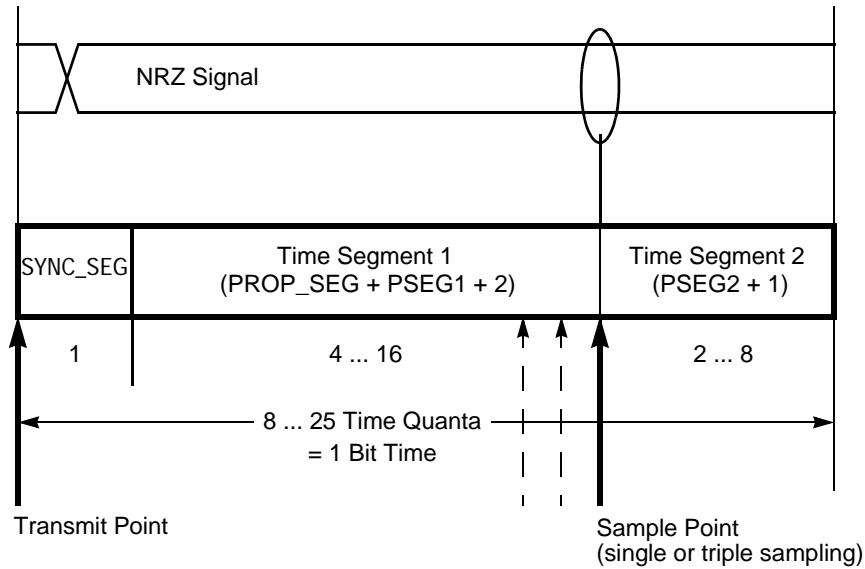 NRZ Signal
SYNC_SEG
Time Segment 1
(PROP_SEG + PSEG1 + 2)
Time Segment 2
(PSEG2 + 1)
1
4 ... 16
2 ... 8
8 ... 25 Time Quanta
= 1 Bit Time
Transmit Point
Sample Point
(single or triple sampling)